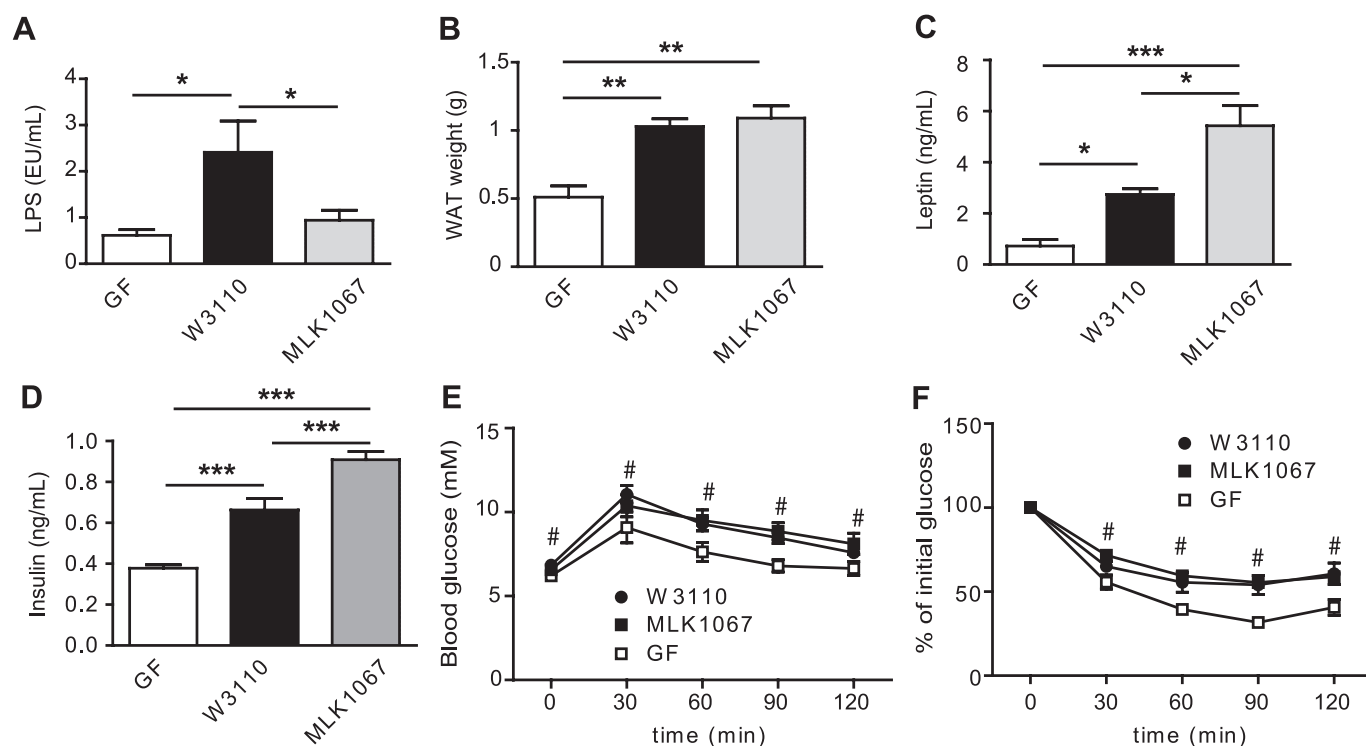 A
LPS (EU/mL)
4
3
2
1
0
*
*
GF
W3110
MLK1067
B
WAT weight (g)
1.5
1
0.5
0
**
**
GF
W3110
MLK1067
C
Leptin (ng/mL)
8
6
4
2
0
***
*
*
GF
W3110
MLK1067
D
Insulin (ng/mL)
1.0
0.8
0.6
0.4
0.2
0.0
***
***
***
GF
W3110
MLK1067
E
Blood glucose (mM)
15
10
5
0
# # # # #
W3110
MLK1067
GF
0 30 60 90 120
time (min)
F
% of initial glucose
150
100
50
0
W3110
MLK1067
GF
# # # #
0 30 60 90 120
time (min)